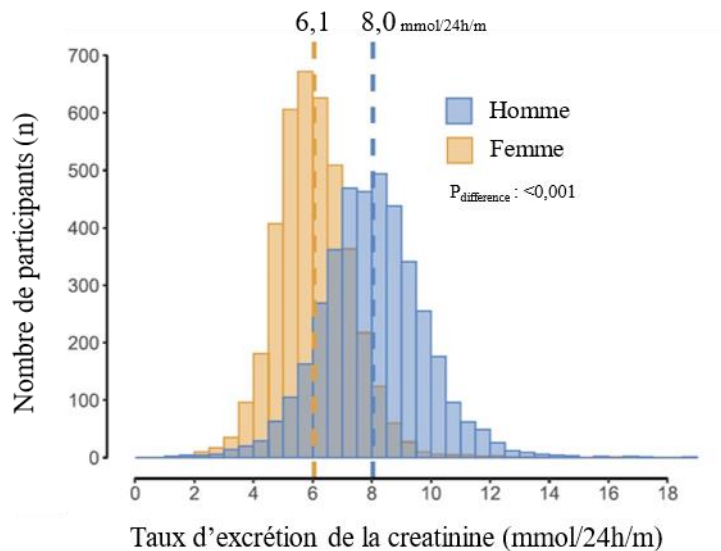 6,1 8,0 mmol/24h/m
700
600
500
400
300
200
100
0
Nombre de participants (n)
Homme
Femme
Pdifference : <0,001
0 2 4 6 8 10 12 14 16 18
Taux d’excrétion de la creatinine (mmol/24h/m)